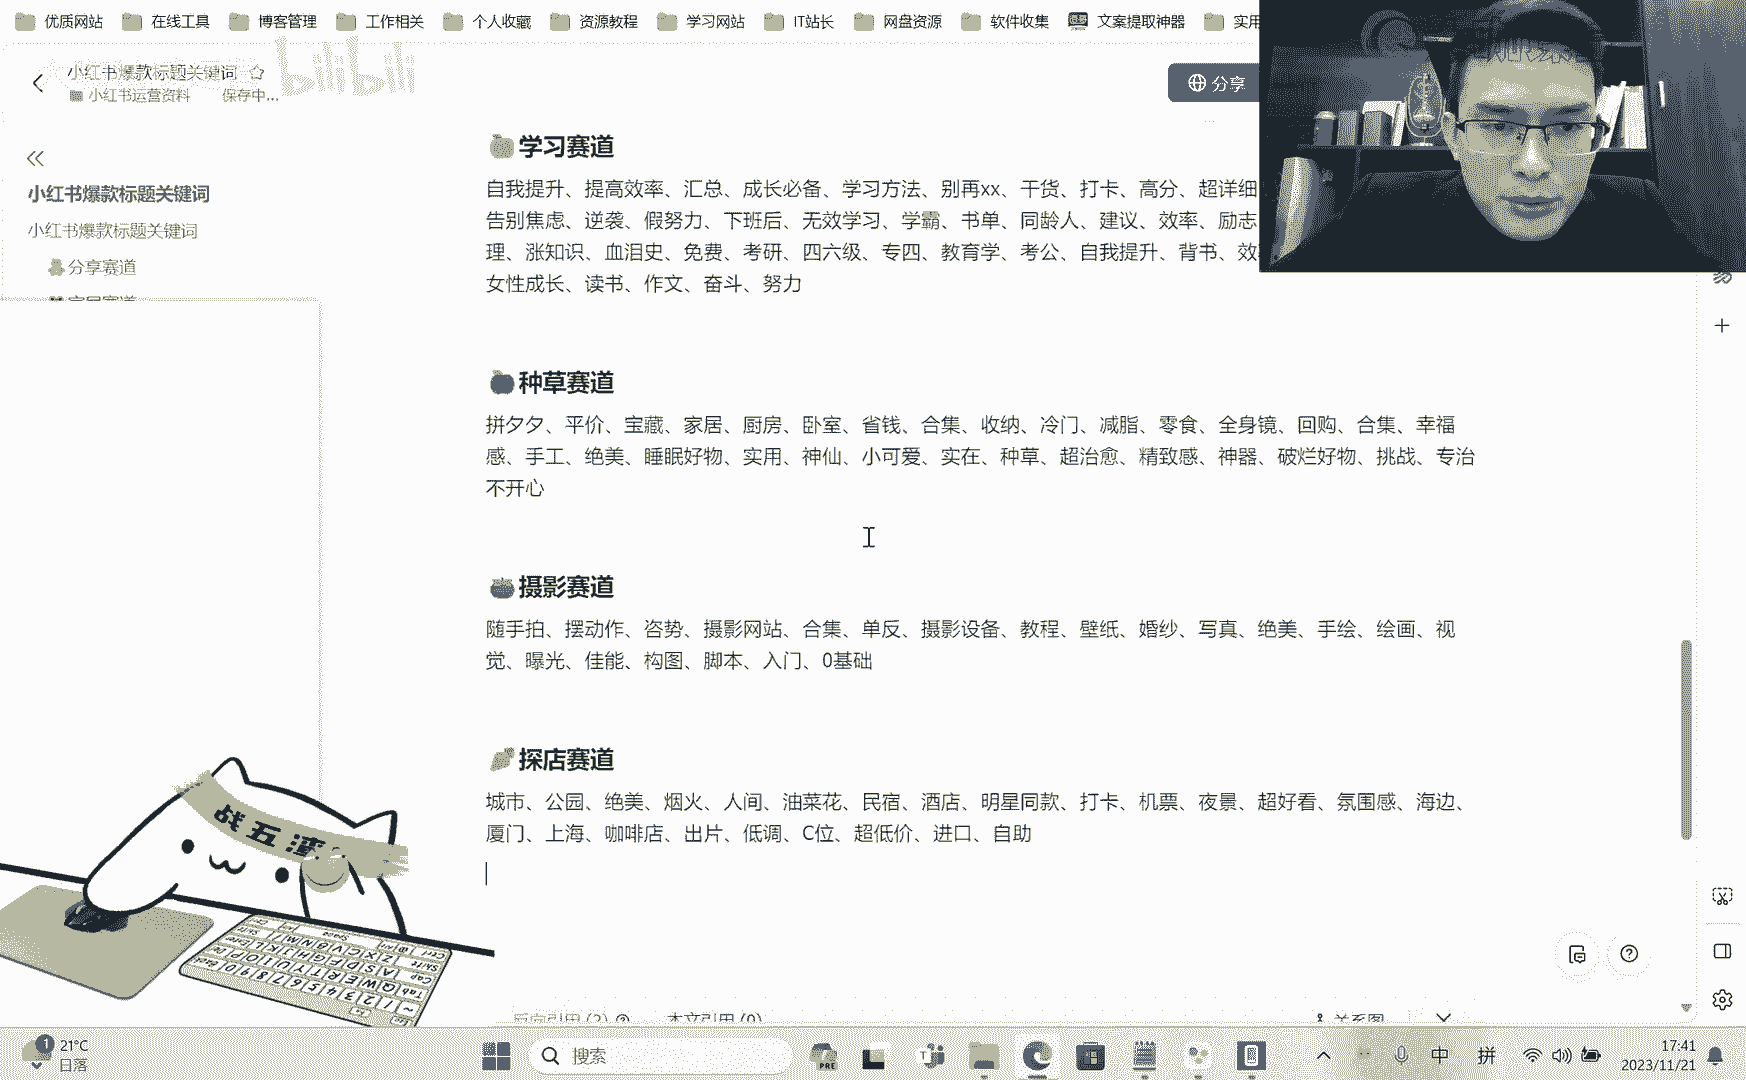 优质网站 在线工具 博客管理 工作相关 个人收藏 资源教程 学习网站 IT站长 网盘资源 软件收集 文案提取神器 实用
bilibili
小红书爆款标题关键词
小红书运营资料 保存中...
分享
小红书爆款标题关键词
小红书爆款标题关键词
分享赛道
家居赛道
学习赛道
自我提升、提高效率、汇总、成长必备、学习方法、别再xx、干货、打卡、高分、超详细
告别焦虑、逆袭、假努力、下班后、无效学习、学霸、书单、同龄人、建议、效率、励志
理、涨知识、血泪史、免费、考研、四六级、专四、教育学、考公、自我提升、背书、效
女性成长、读书、作文、奋斗、努力
种草赛道
拼夕夕、平价、宝藏、家居、厨房、卧室、省钱、合集、收纳、冷门、减脂、零食、全身镜、回购、合集、幸福
感、手工、绝美、睡眠好物、实用、神仙、小可爱、实在、种草、超治愈、精致感、神器、破烂好物、挑战、专治
不开心
摄影赛道
随手拍、摆动作、咨势、摄影网站、合集、单反、摄影设备、教程、壁纸、婚纱、写真、绝美、手绘、绘画、视
觉、曝光、佳能、构图、脚本、入门、0基础
探店赛道
城市、公园、绝美、烟火、人间、油菜花、民宿、酒店、明星同款、打卡、机票、夜景、超好看、氛围感、海边、
厦门、上海、咖啡店、出片、低调、C位、超低价、进口、自助
战五渣
反向引用 (2) 本文引用 (0) 关系图
1 21°C
日落
搜索
PRE
中 拼
17:41
2023/11/21